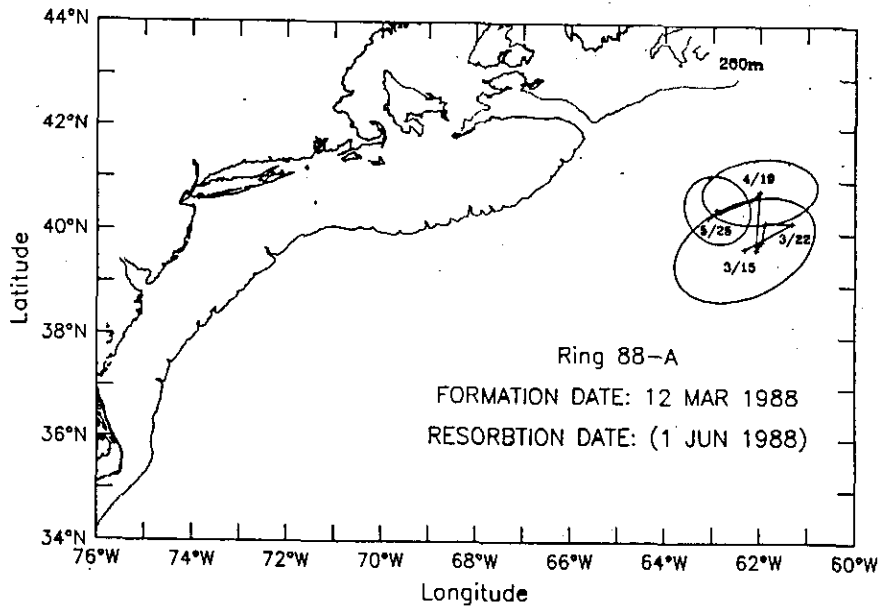 44°N
42°N
40°N
38°N
36°N
34°N
Latitude
200m
4/19
5/25
3/22
3/15
Ring 88-A
FORMATION DATE: 12 MAR 1988
RESORBTION DATE: (1 JUN 1988)
76°W 74°W 72°W 70°W 68°W 66°W 64°W 62°W 60°W
Longitude